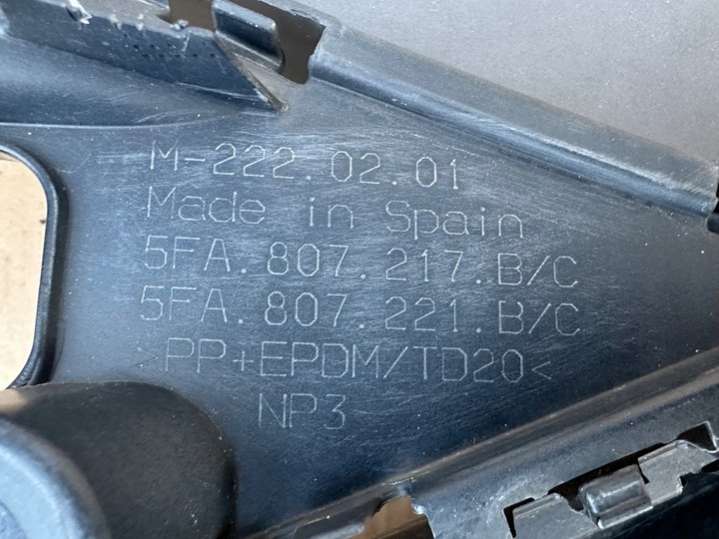 M-222.02.01
Made in Spain
5FA.807.217.B/C
5FA.807.221.B/C
>PP+EPDM/TD20<
NP3